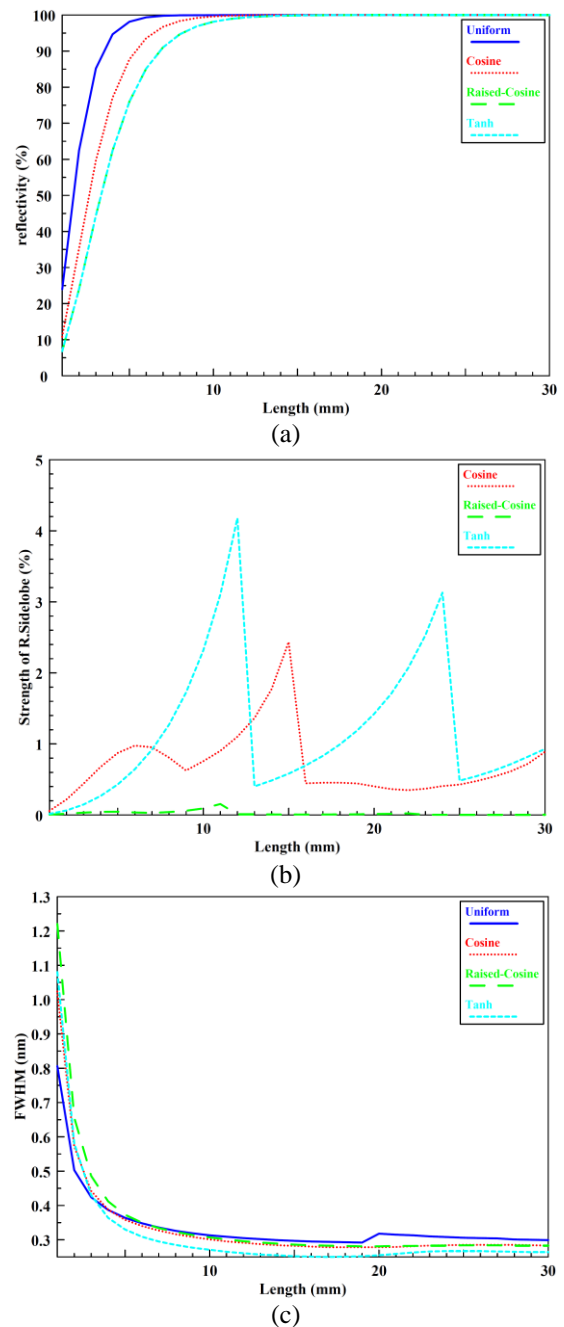 100
90
80
70
60
50
40
30
20
10
0
reflectivity (%)
Uniform
Cosine
Raised-Cosine
Tanh
10
20
30
Length (mm)
(a)
5
4
3
2
1
0
Strength of R.Sidelobe (%)
Cosine
Raised-Cosine
Tanh
10
20
30
Length (mm)
(b)
1.3
1.2
1.1
1.0
0.9
0.8
0.7
0.6
0.5
0.4
0.3
FWHM (nm)
Uniform
Cosine
Raised-Cosine
Tanh
10
20
30
Length (mm)
(c)